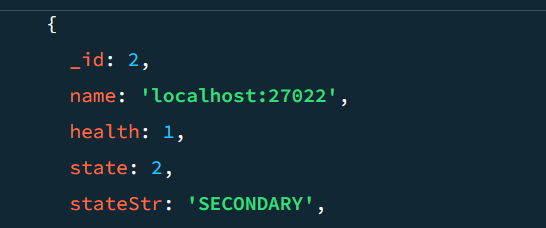 {
_id: 2,
name: 'localhost:27022',
health: 1,
state: 2,
stateStr: 'SECONDARY',